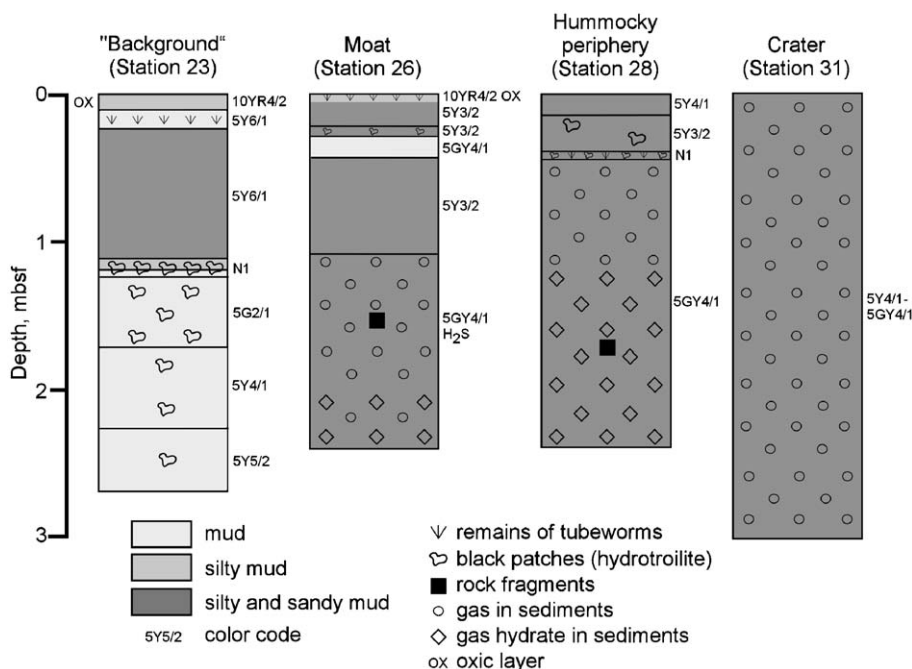 "Background"
(Station 23)
Moat
(Station 26)
Hummocky
periphery
(Station 28)
Crater
(Station 31)
0
1
2
3
Depth, mbsf
OX
10YR4/2
5Y6/1
5Y6/1
N1
5G2/1
5Y4/1
5Y5/2
10YR4/2 OX
5Y3/2
5Y3/2
5GY4/1
5Y3/2
5GY4/1
H2S
5Y4/1
5Y3/2
N1
5GY4/1
5Y4/1-
5GY4/1
mud
silty mud
silty and sandy mud
5Y5/2 color code
remains of tubeworms
black patches (hydrotroilite)
rock fragments
gas in sediments
gas hydrate in sediments
OX oxic layer